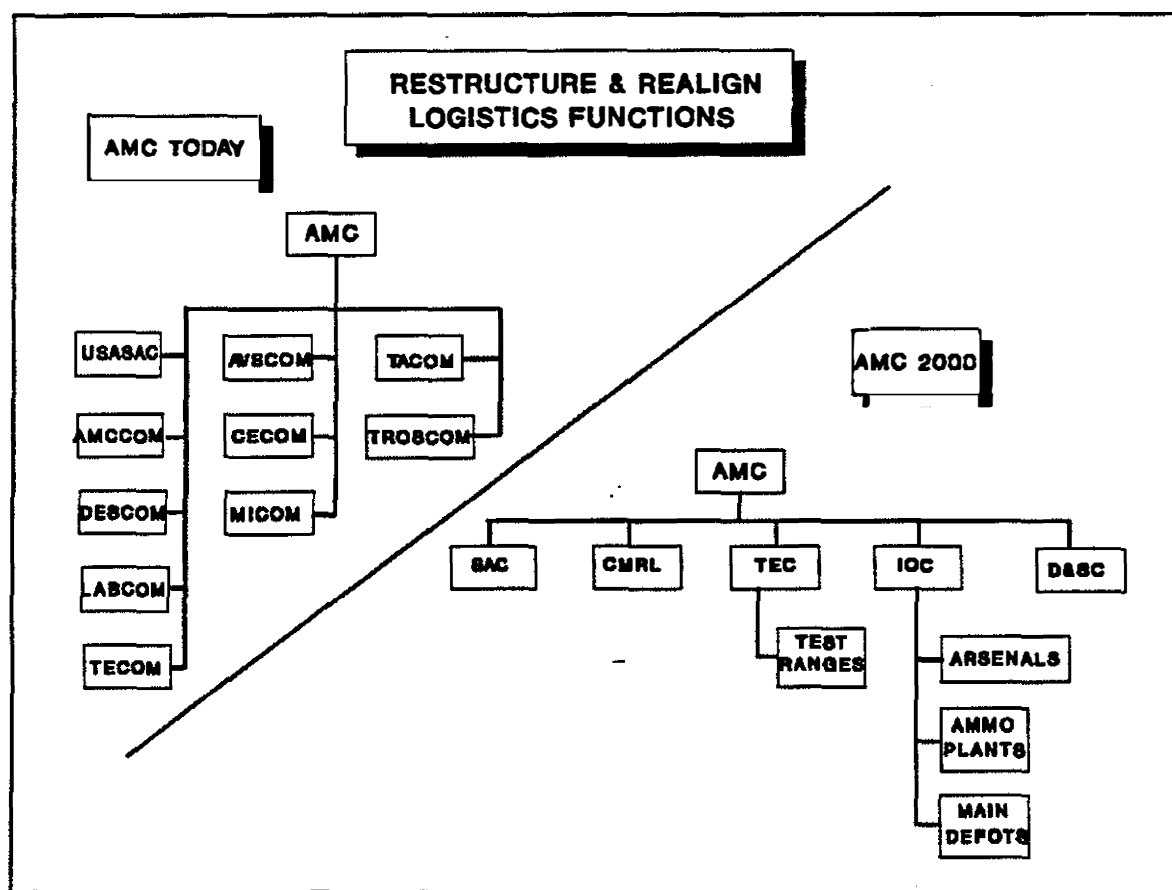 RESTRUCTURE & REALIGN
LOGISTICS FUNCTIONS
AMC TODAY
AMC
USASAC
AVSCOM
TACOM
AMCCOM
CECOM
TROSCOM
DESCOM
MICOM
LABCOM
TECOM
AMC 2000
AMC
SAC
CMRL
TEC
IOC
D&SC
TEST
RANGES
ARSENALS
AMMO
PLANTS
MAIN
DEPOTS